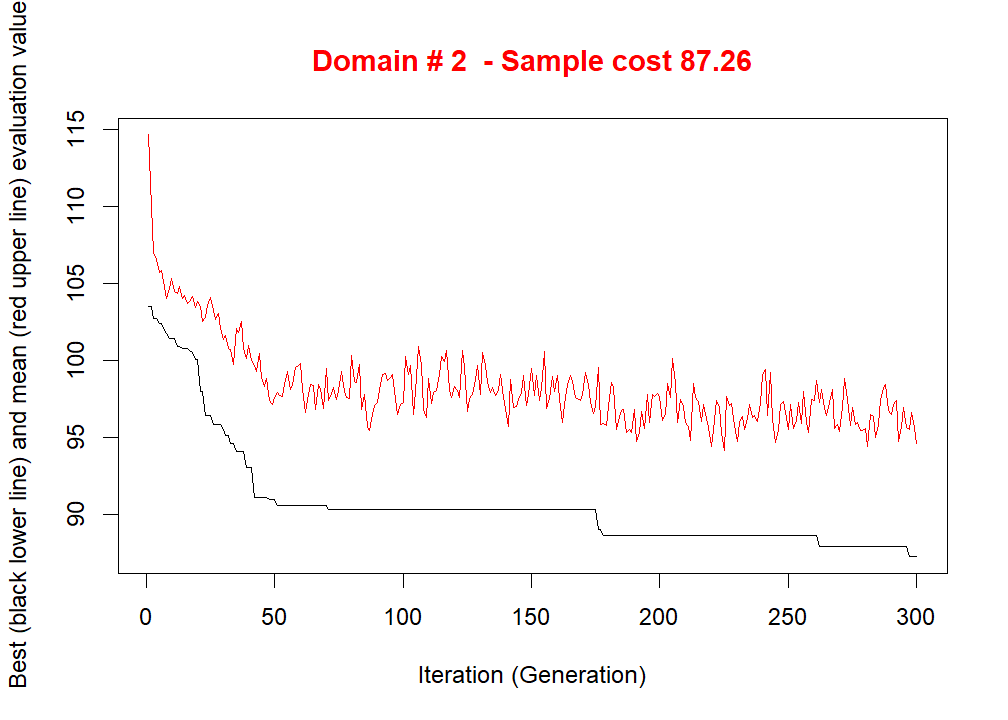 Domain # 2  - Sample cost 87.26
Best (black lower line) and mean (red upper line) evaluation value
115
110
105
100
95
90
0 50 100 150 200 250 300
Iteration (Generation)